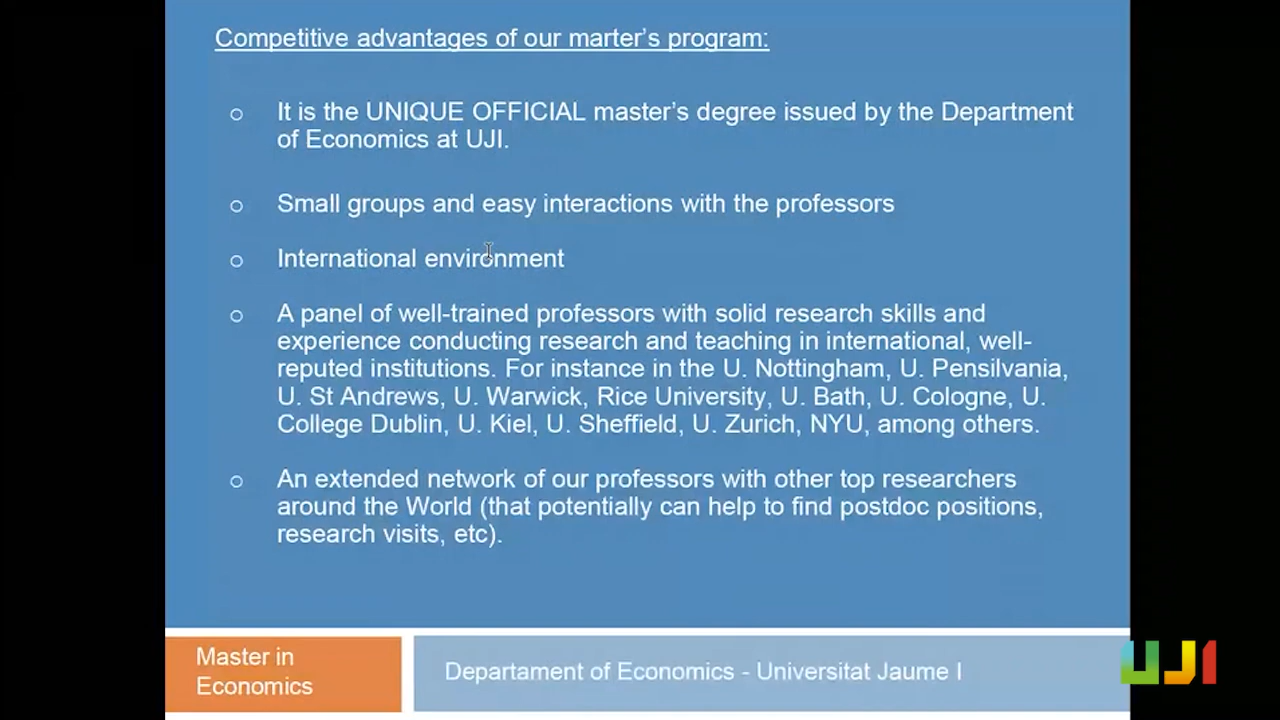 Competitive advantages of our marter's program:
o It is the UNIQUE OFFICIAL master's degree issued by the Department
of Economics at UJI.
o Small groups and easy interactions with the professors
o International environment
o A panel of well-trained professors with solid research skills and
experience conducting research and teaching in international, well-
reputed institutions. For instance in the U. Nottingham, U. Pensilvania,
U. St Andrews, U. Warwick, Rice University, U. Bath, U. Cologne, U.
College Dublin, U. Kiel, U. Sheffield, U. Zurich, NYU, among others.
o An extended network of our professors with other top researchers
around the World (that potentially can help to find postdoc positions,
research visits, etc).
Master in
Economics
Departament of Economics - Universitat Jaume I
UJI